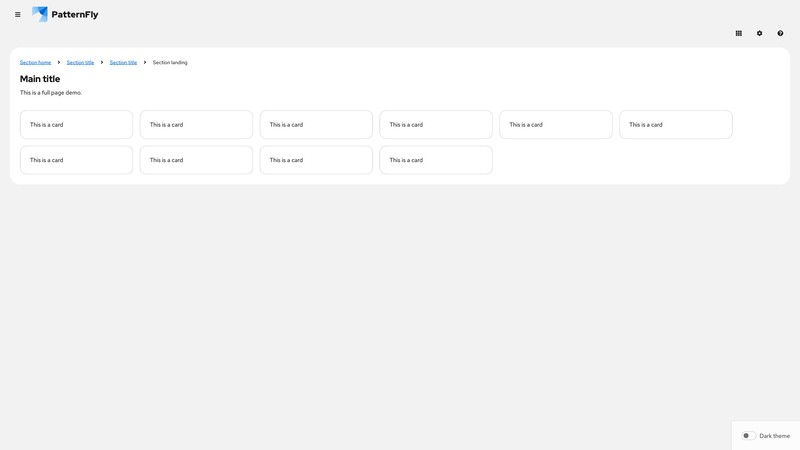 PatternFly
Section home Section title Section title Section landing
Main title
This is a full page demo.
This is a card This is a card This is a card This is a card This is a card This is a card
This is a card This is a card This is a card This is a card
Dark theme